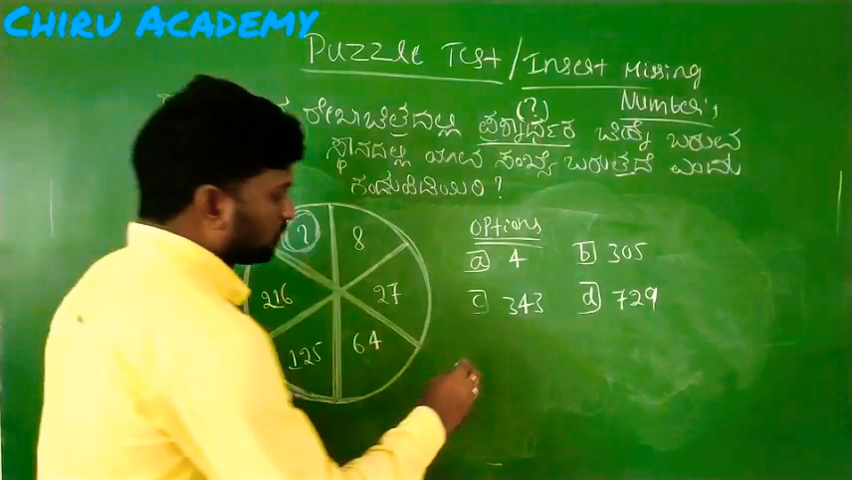 CHIRU ACADEMY
Puzzle Test / Insert Missing
Number's
ರೇಖಾಚಿತ್ರದಲ್ಲಿ (?) ಪ್ರಶ್ನಾರ್ಥಕ ಚಿಹ್ನೆ ಬರುವ
ಸ್ಥಾನದಲ್ಲಿ ಯಾವ ಸಂಖ್ಯೆ ಬರುತ್ತದೆ ಎಂದು
ಕಂಡುಹಿಡಿಯಿರಿ ?
? 8
216 27
125 64
Options
a 4 b 305
c 343 d 729